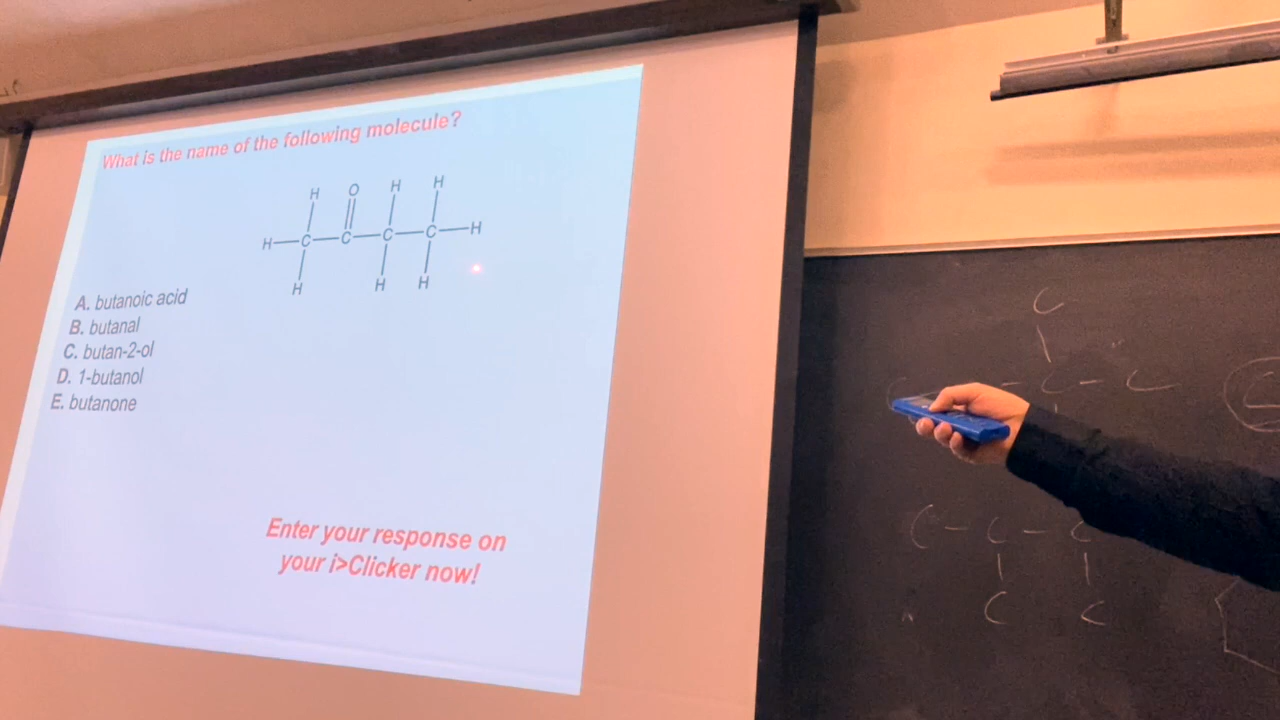 What is the name of the following molecule?
H O H H
H C C C C H
H H H
A. butanoic acid
B. butanal
C. butan-2-ol
D. 1-butanol
E. butanone
Enter your response on
your i>Clicker now!
C
C - C - C
C - C - C
C C